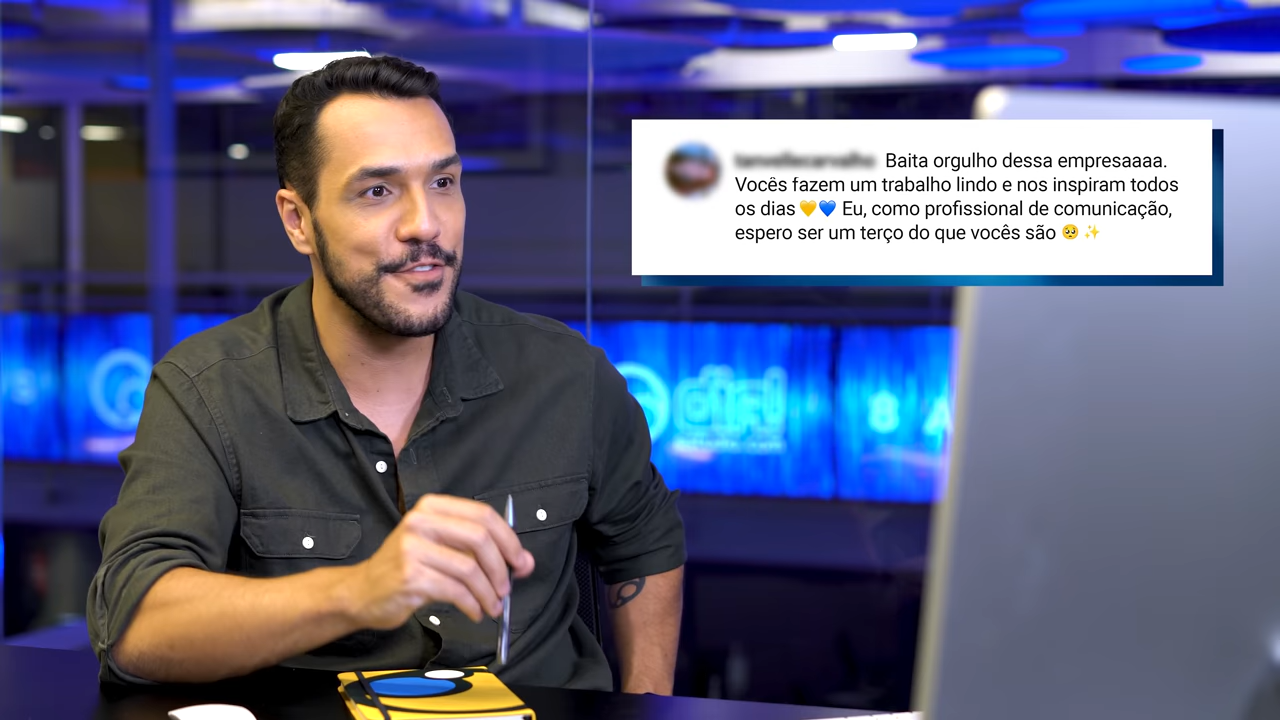 Baita orgulho dessa empresaaaa.
Vocês fazem um trabalho lindo e nos inspiram todos
os dias 💛💙 Eu, como profissional de comunicação,
espero ser um terço do que vocês são 🥺 ✨